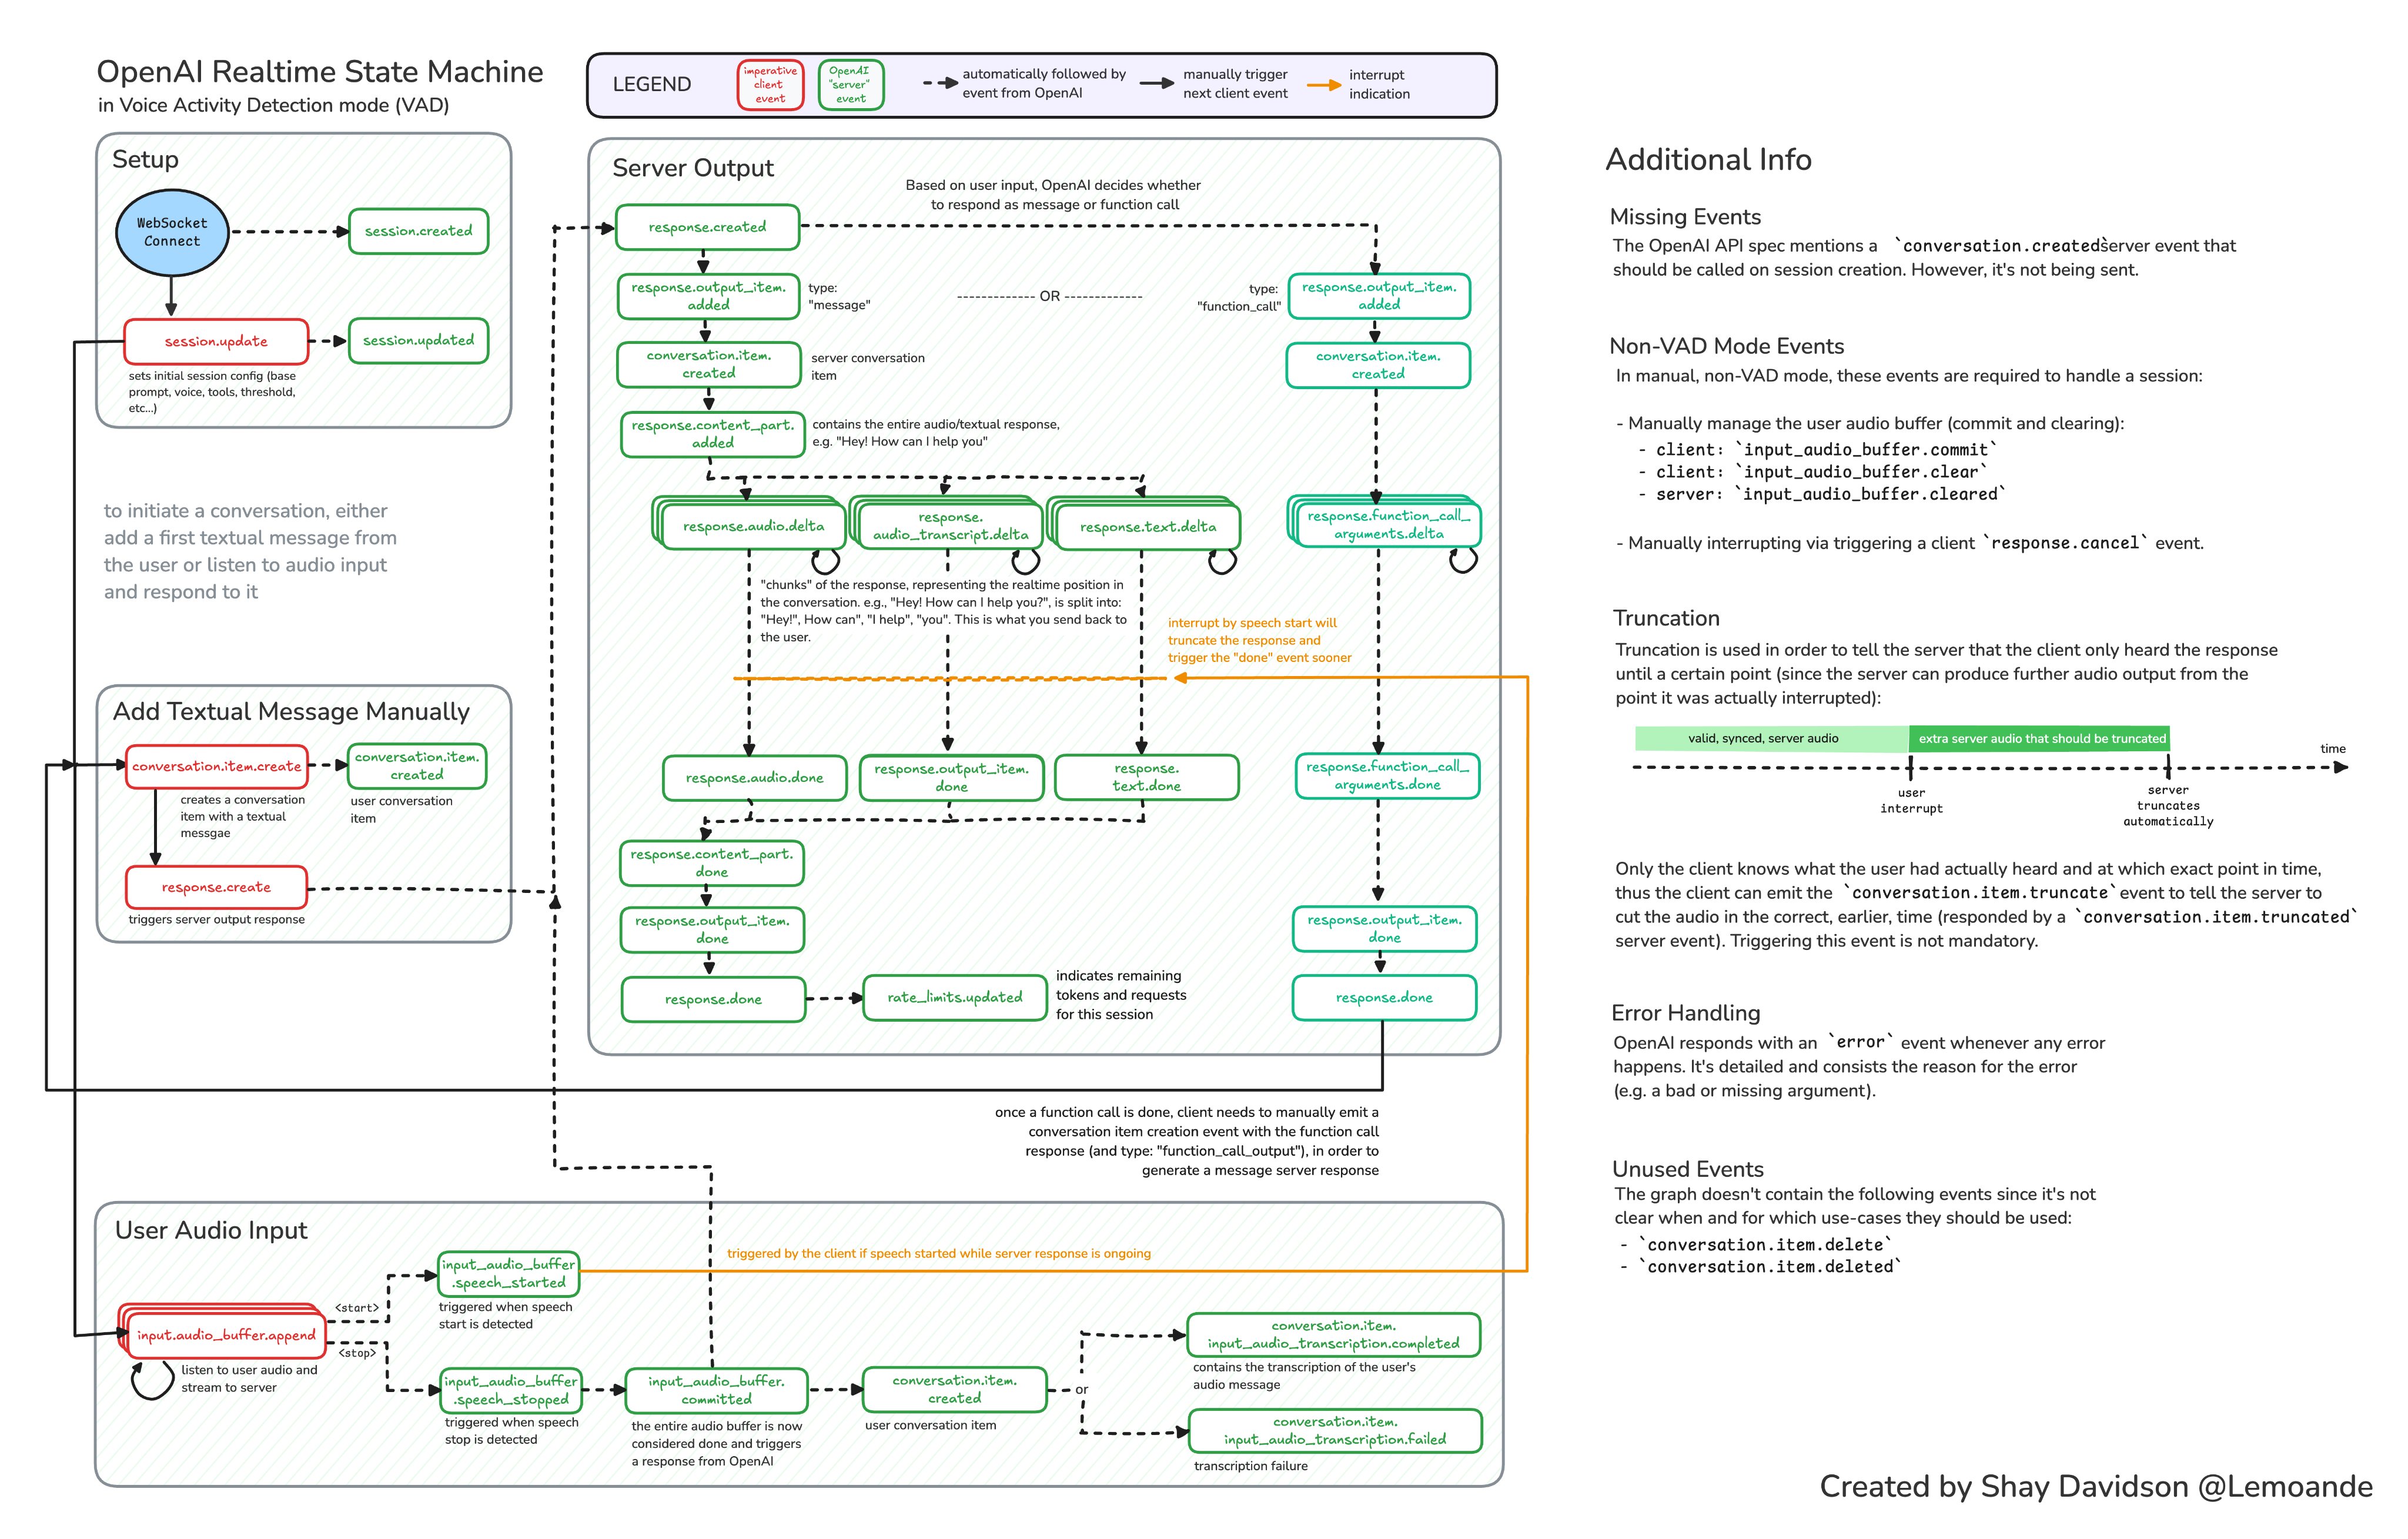 OpenAI Realtime State Machine
in Voice Activity Detection mode (VAD)
LEGEND
imperative
client
event
OpenAI
"server"
event
automatically followed by
event from OpenAI
manually trigger
next client event
interrupt
indication
Setup
WebSocket
Connect
session.created
session.update
session.updated
sets initial session config (base
prompt, voice, tools, threshold,
etc...)
to initiate a conversation, either
add a first textual message from
the user or listen to audio input
and respond to it
Add Textual Message Manually
conversation.item.create
conversation.item.
created
creates a conversation
item with a textual
messgae
user conversation
item
response.create
triggers server output response
Server Output
Based on user input, OpenAI decides whether
to respond as message or function call
response.created
response.output_item.
added
type:
"message"
------------- OR -------------
type:
"function_call"
response.output_item.
added
conversation.item.
created
server conversation
item
conversation.item.
created
response.content_part.
added
contains the entire audio/textual response,
e.g. "Hey! How can I help you"
response.audio.delta
response.
audio_transcript.delta
response.text.delta
response.function_call_
arguments.delta
"chunks" of the response, representing the realtime position in
the conversation. e.g., "Hey! How can I help you?", is split into:
"Hey!", How can", "I help", "you". This is what you send back to
the user.
interrupt by speech start will
truncate the response and
trigger the "done" event sooner
response.audio.done
response.output_item.
done
response.
text.done
response.function_call_
arguments.done
response.content_part.
done
response.output_item.
done
response.output_item.
done
response.done
rate_limits.updated
indicates remaining
tokens and requests
for this session
response.done
once a function call is done, client needs to manually emit a
conversation item creation event with the function call
response (and type: "function_call_output"), in order to
generate a message server response
User Audio Input
input_audio_buffer
.speech_started
triggered by the client if speech started while server response is ongoing
triggered when speech
start is detected
<start>
input.audio_buffer.append
<stop>
listen to user audio and
stream to server
input_audio_buffer
.speech_stopped
triggered when speech
stop is detected
input_audio_buffer.
committed
the entire audio buffer is now
considered done and triggers
a response from OpenAI
conversation.item.
created
user conversation item
or
conversation.item.
input_audio_transcription.completed
contains the transcription of the user's
audio message
conversation.item.
input_audio_transcription.failed
transcription failure
Additional Info
Missing Events
The OpenAI API spec mentions a `conversation.created` server event that
should be called on session creation. However, it's not being sent.
Non-VAD Mode Events
In manual, non-VAD mode, these events are required to handle a session:
- Manually manage the user audio buffer (commit and clearing):
- client: `input_audio_buffer.commit`
- client: `input_audio_buffer.clear`
- server: `input_audio_buffer.cleared`
- Manually interrupting via triggering a client `response.cancel` event.
Truncation
Truncation is used in order to tell the server that the client only heard the response
until a certain point (since the server can produce further audio output from the
point it was actually interrupted):
valid, synced, server audio
extra server audio that should be truncated
time
user
interrupt
server
truncates
automatically
Only the client knows what the user had actually heard and at which exact point in time,
thus the client can emit the `conversation.item.truncate` event to tell the server to
cut the audio in the correct, earlier, time (responded by a `conversation.item.truncated`
server event). Triggering this event is not mandatory.
Error Handling
OpenAI responds with an `error` event whenever any error
happens. It's detailed and consists the reason for the error
(e.g. a bad or missing argument).
Unused Events
The graph doesn't contain the following events since it's not
clear when and for which use-cases they should be used:
- `conversation.item.delete`
- `conversation.item.deleted`
Created by Shay Davidson @Lemoande